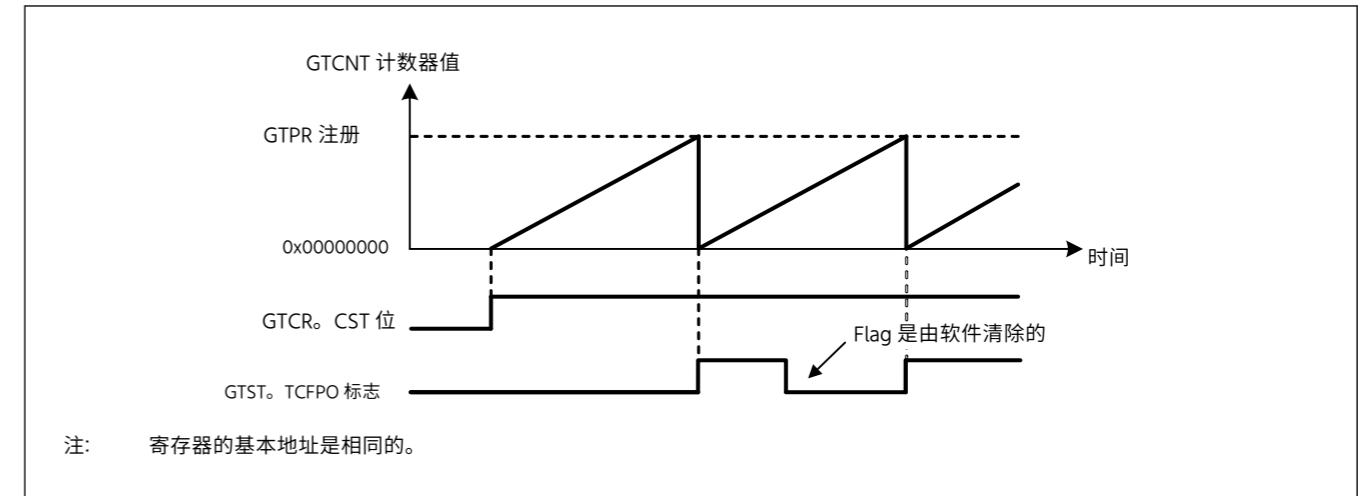 GTCNT 计数器值
GTPR 注册
0x00000000
时间
GTCR。CST 位
Flag 是由软件清除的
GTST。TCFPO 标志
注: 寄存器的基本地址是相同的。